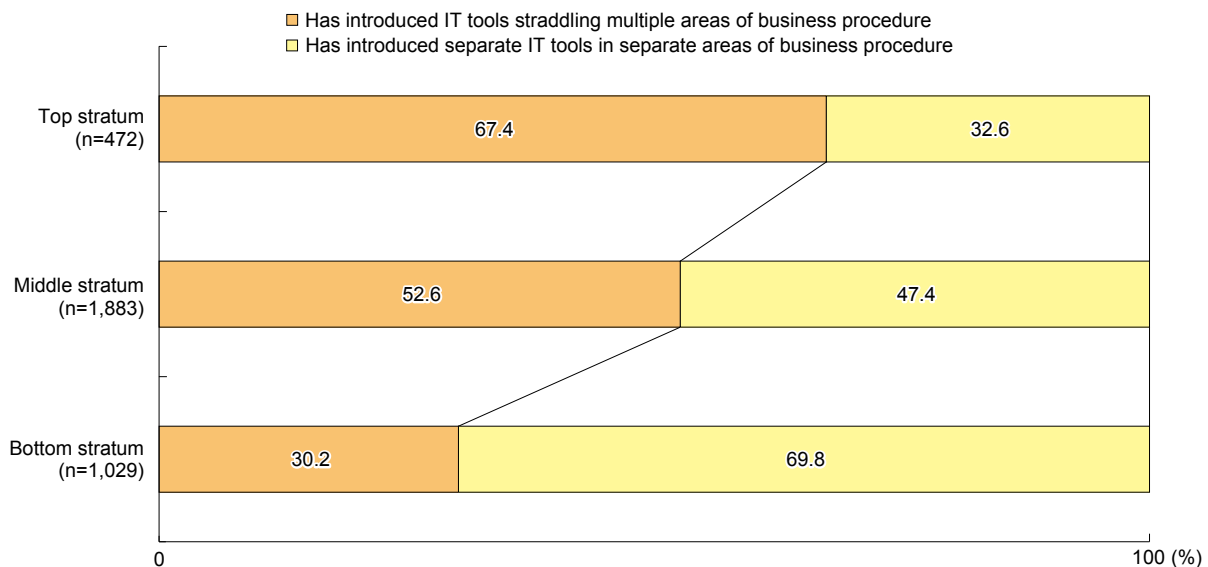 Has introduced IT tools straddling multiple areas of business procedure
Has introduced separate IT tools in separate areas of business procedure
Top stratum
(n=472)
67.4
32.6
Middle stratum
(n=1,883)
52.6
47.4
Bottom stratum
(n=1,029)
30.2
69.8
0
100 (%)